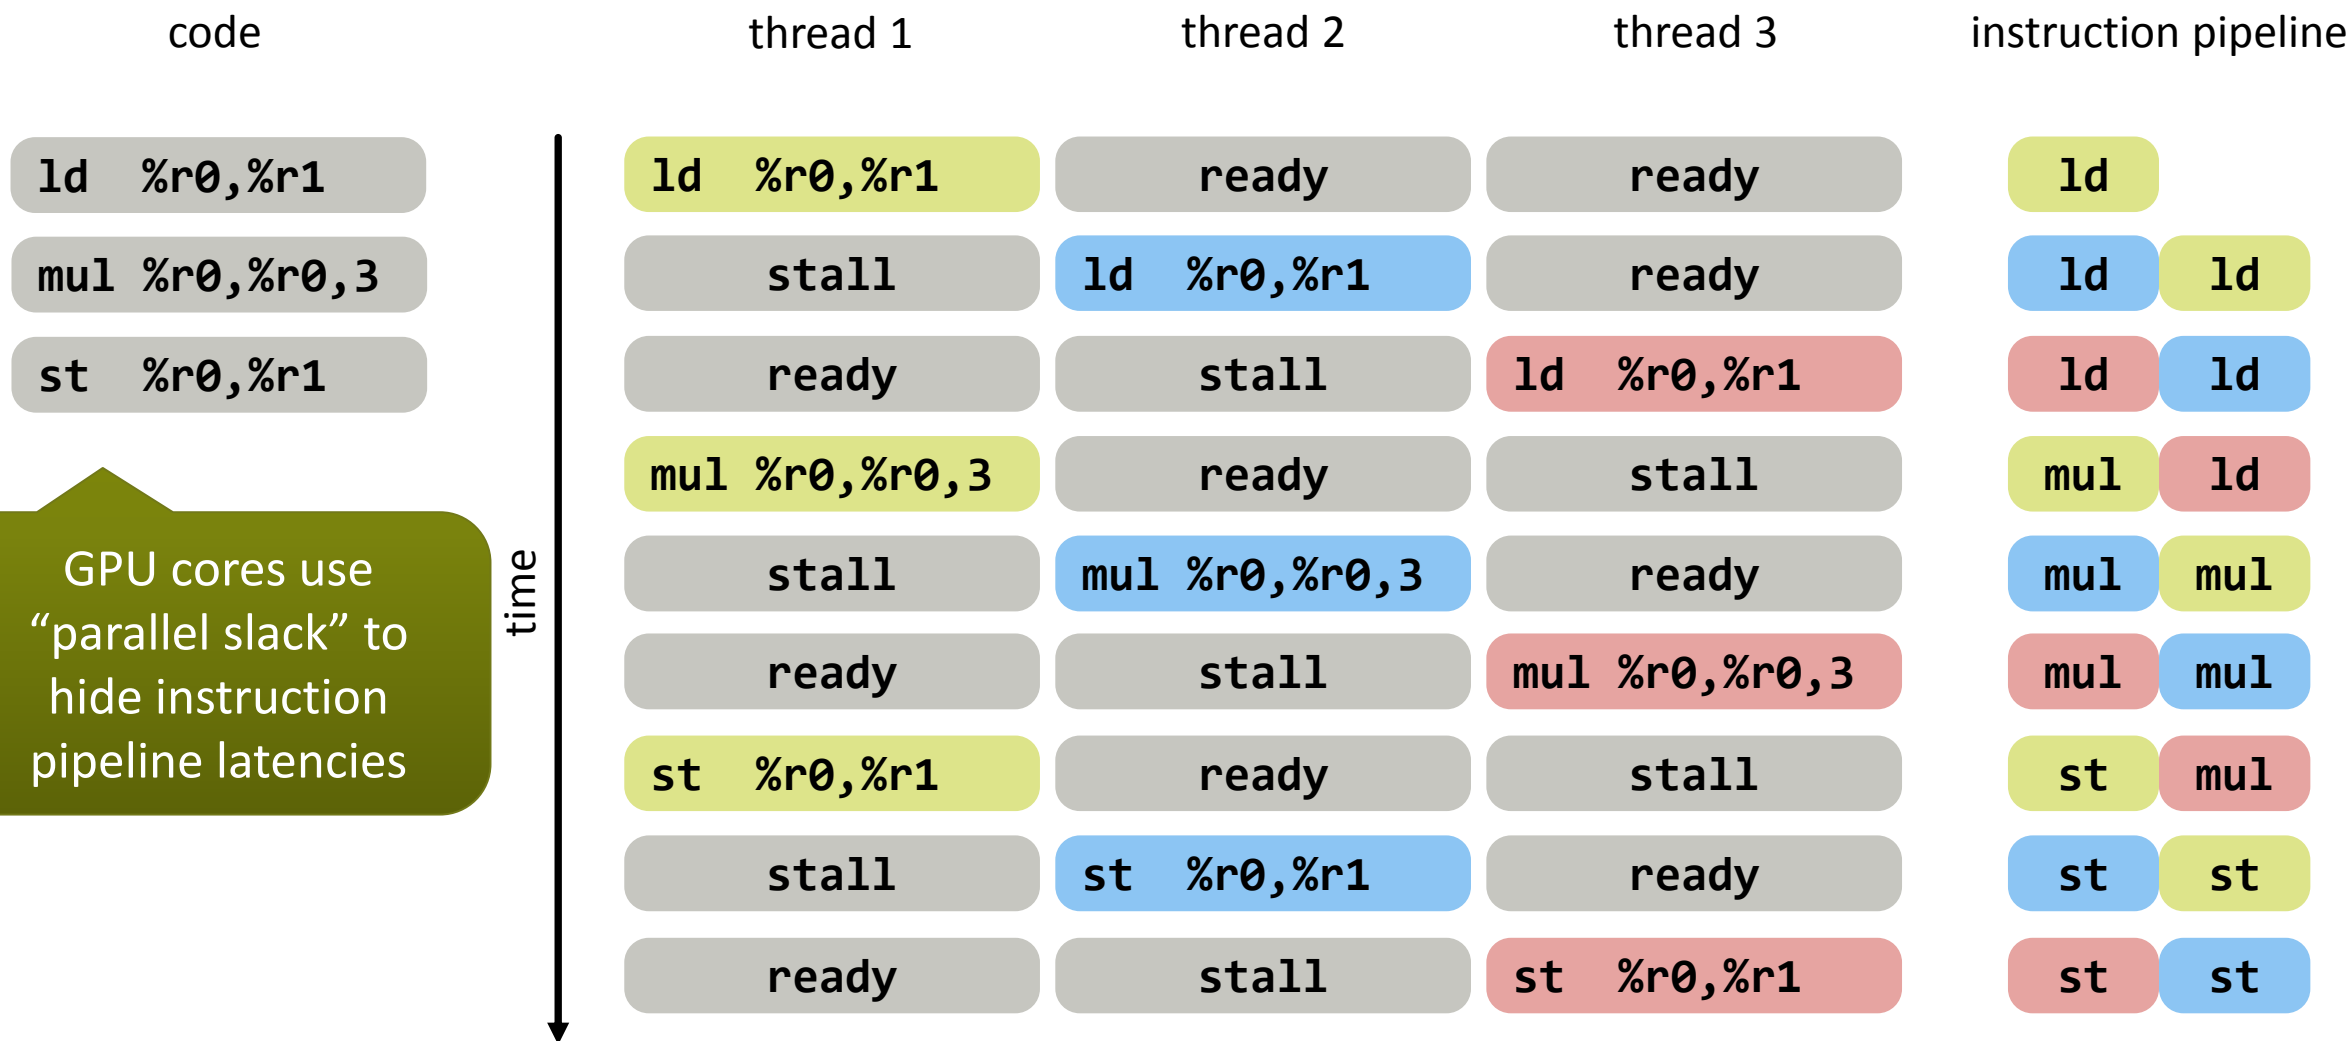 code thread 1 thread 2 thread 3 instruction pipeline
ld %r0,%r1 ld %r0,%r1 ready ready ld
mul %r0,%r0,3 stall ld %r0,%r1 ready ld ld
st %r0,%r1 ready stall ld %r0,%r1 ld ld
mul %r0,%r0,3 ready stall mul ld
GPU cores use
“parallel slack” to
hide instruction
pipeline latencies
time
stall mul %r0,%r0,3 ready mul mul
ready stall mul %r0,%r0,3 mul mul
st %r0,%r1 ready stall st mul
stall st %r0,%r1 ready st st
ready stall st %r0,%r1 st st